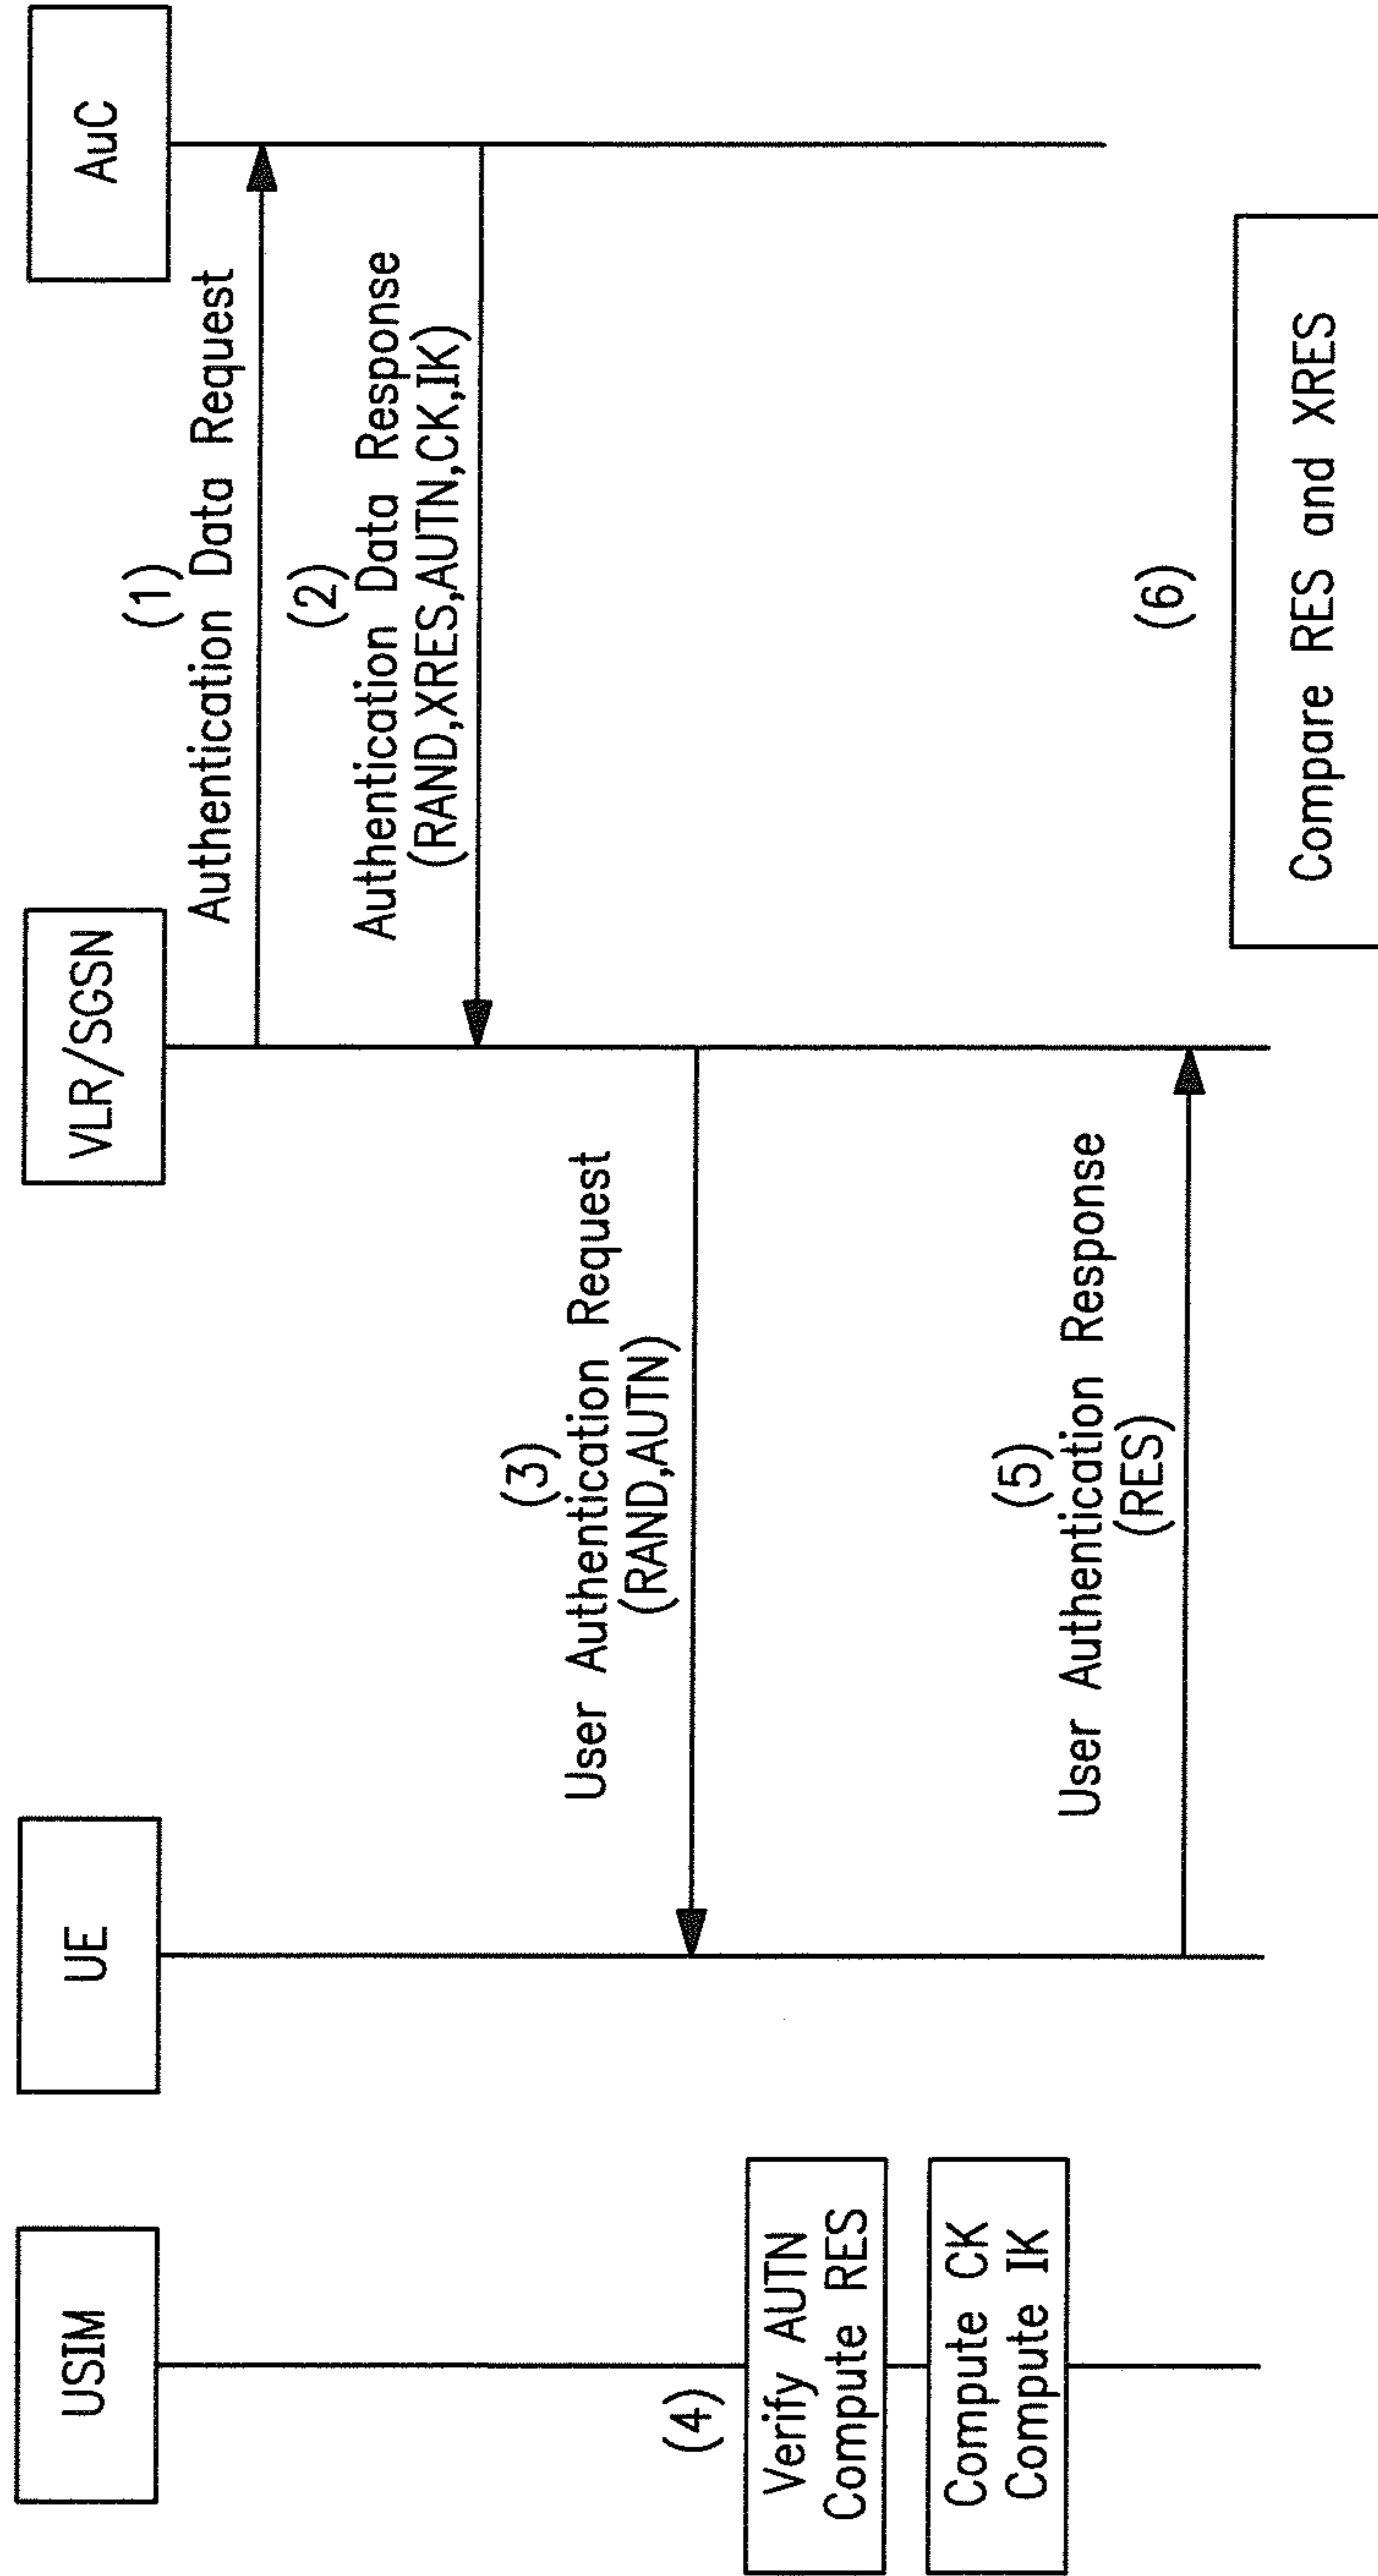 USIM
UE
VLR/SGSN
AuC
(1)
Authentication Data Request
(2)
Authentication Data Response
(RAND,XRES,AUTN,CK,IK)
(3)
User Authentication Request
(RAND,AUTN)
(4)
Verify AUTN
Compute RES
Compute CK
Compute IK
(5)
User Authentication Response
(RES)
(6)
Compare RES and XRES